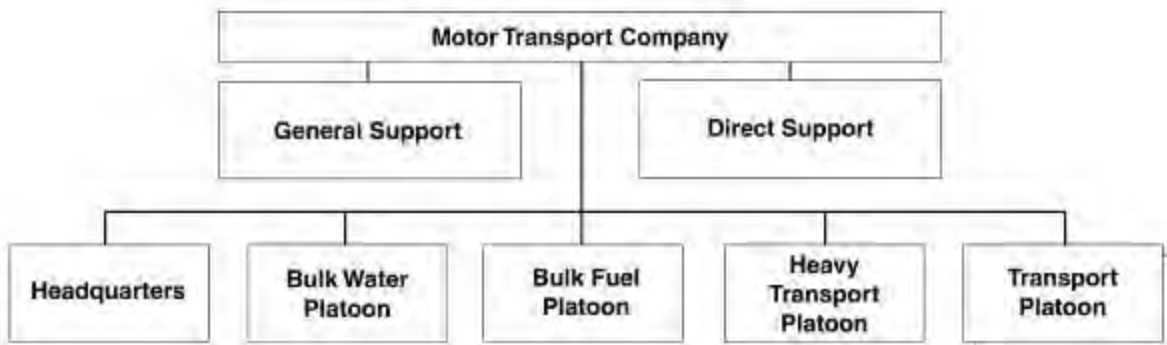 Motor Transport Company
General Support
Direct Support
Headquarters
Bulk Water
Platoon
Bulk Fuel
Platoon
Heavy
Transport
Platoon
Transport
Platoon